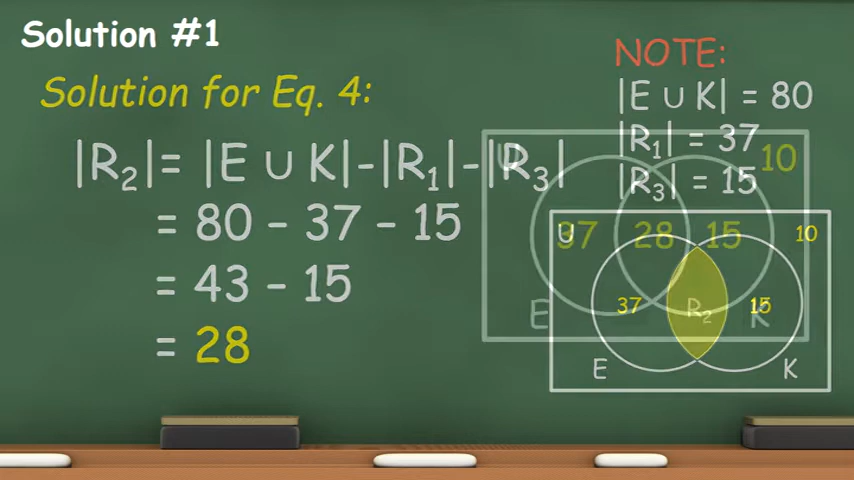 Solution #1
Solution for Eq. 4:
|R₂|= |E ∪ K|-|R₁|-|R₃|
= 80 - 37 - 15
= 43 - 15
= 28
NOTE:
|E ∪ K| = 80
|R₁| = 37
|R₃| = 15
U
10
37 28 15
E K
U 10
37 R₂ 15
E K